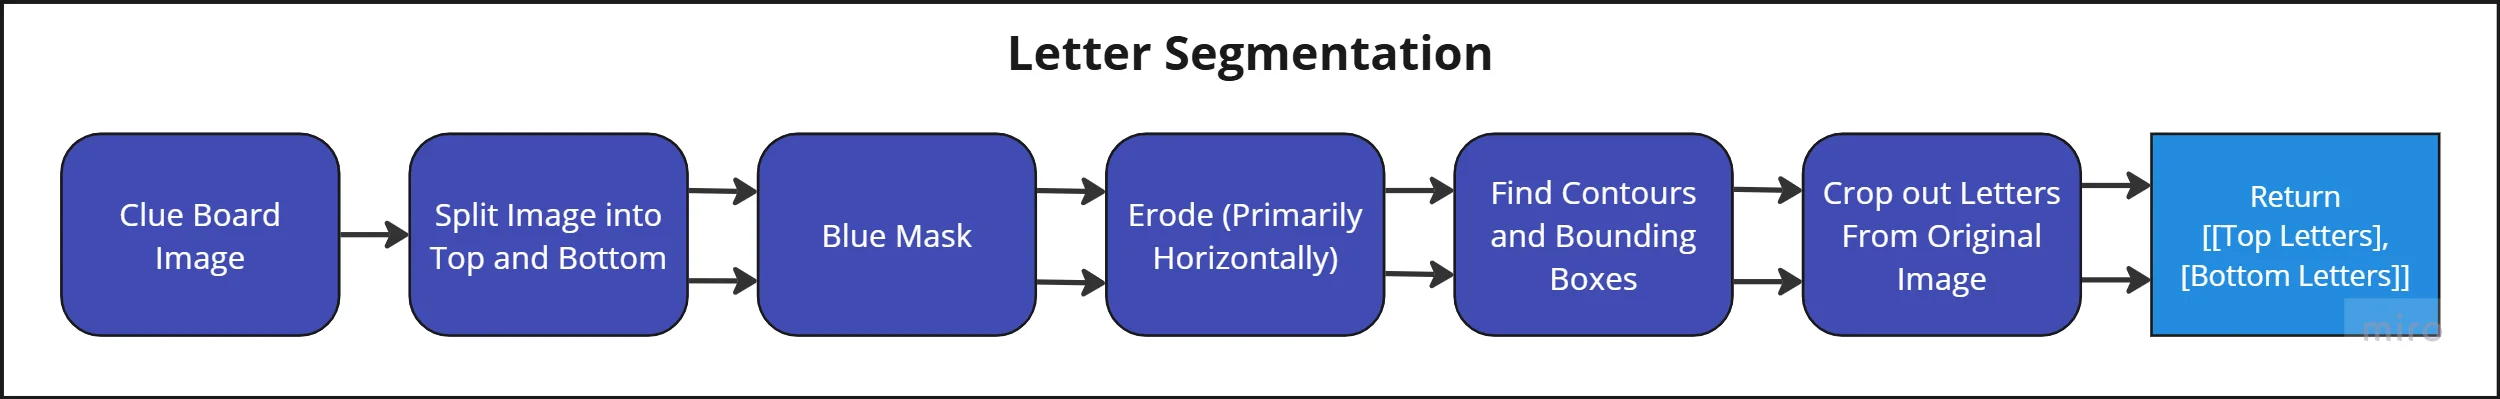 Letter Segmentation
Clue Board
Image
Split Image into
Top and Bottom
Blue Mask
Erode (Primarily
Horizontally)
Find Contours
and Bounding
Boxes
Crop out Letters
From Original
Image
Return
[[Top Letters],
[Bottom Letters]]
miro